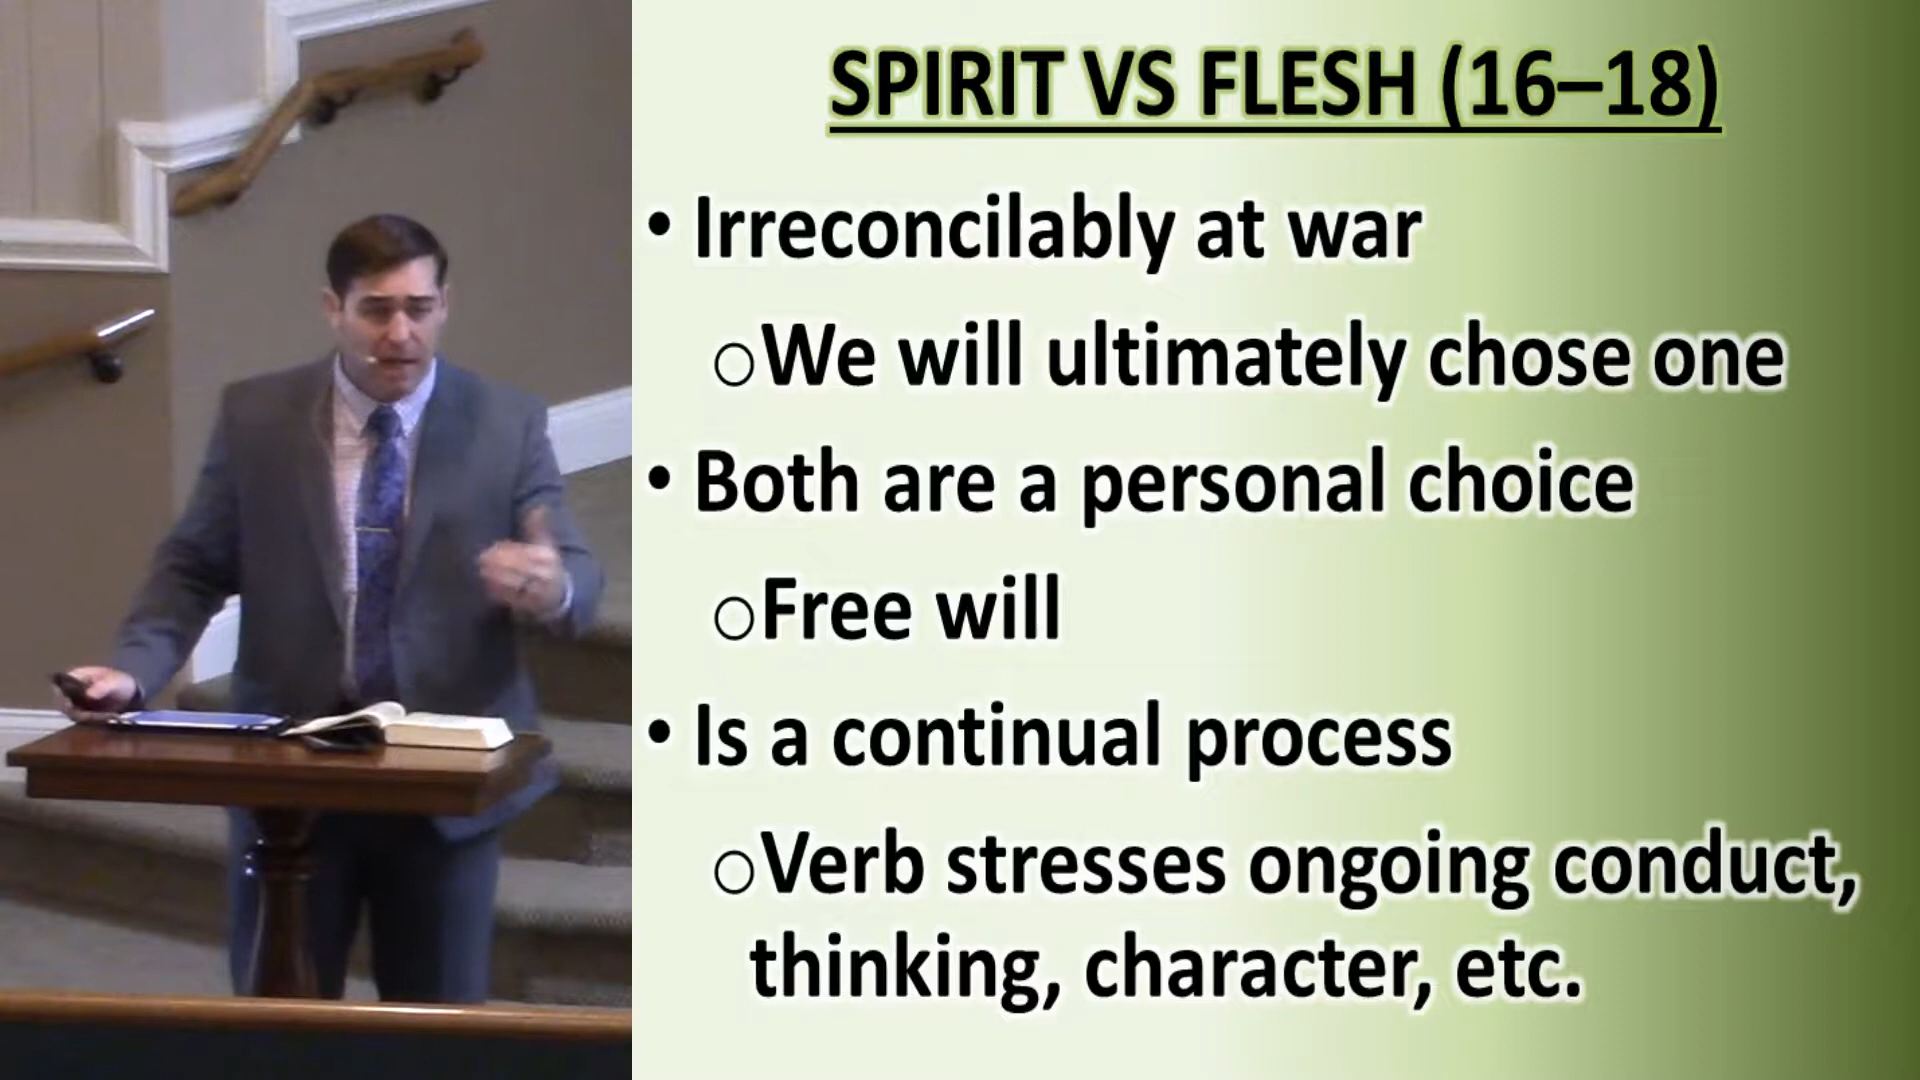 SPIRIT VS FLESH (16–18)
• Irreconcilably at war
○We will ultimately chose one
• Both are a personal choice
○Free will
• Is a continual process
○Verb stresses ongoing conduct,
thinking, character, etc.